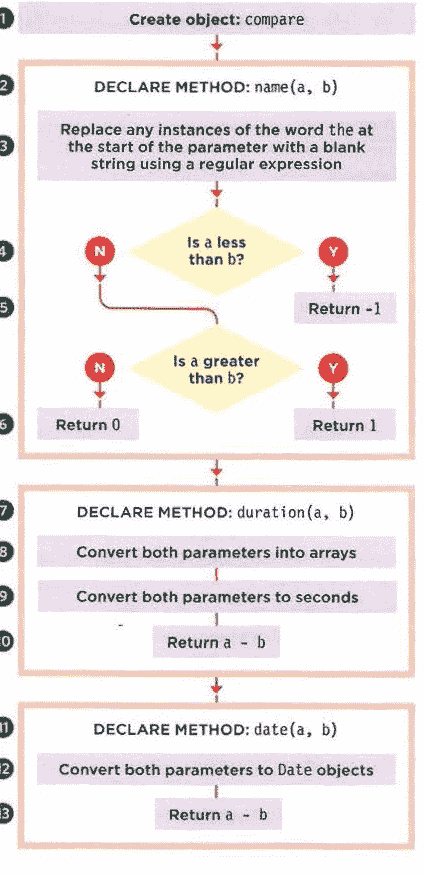 1 Create object: compare
2 DECLARE METHOD: name(a, b)
3 Replace any instances of the word the at
the start of the parameter with a blank
string using a regular expression
4 N
Is a less
than b?
Y
5 Return -1
N
Is a greater
than b?
Y
6 Return 0
Return 1
7 DECLARE METHOD: duration(a, b)
8 Convert both parameters into arrays
9 Convert both parameters to seconds
10 Return a - b
11 DECLARE METHOD: date(a, b)
12 Convert both parameters to Date objects
13 Return a - b